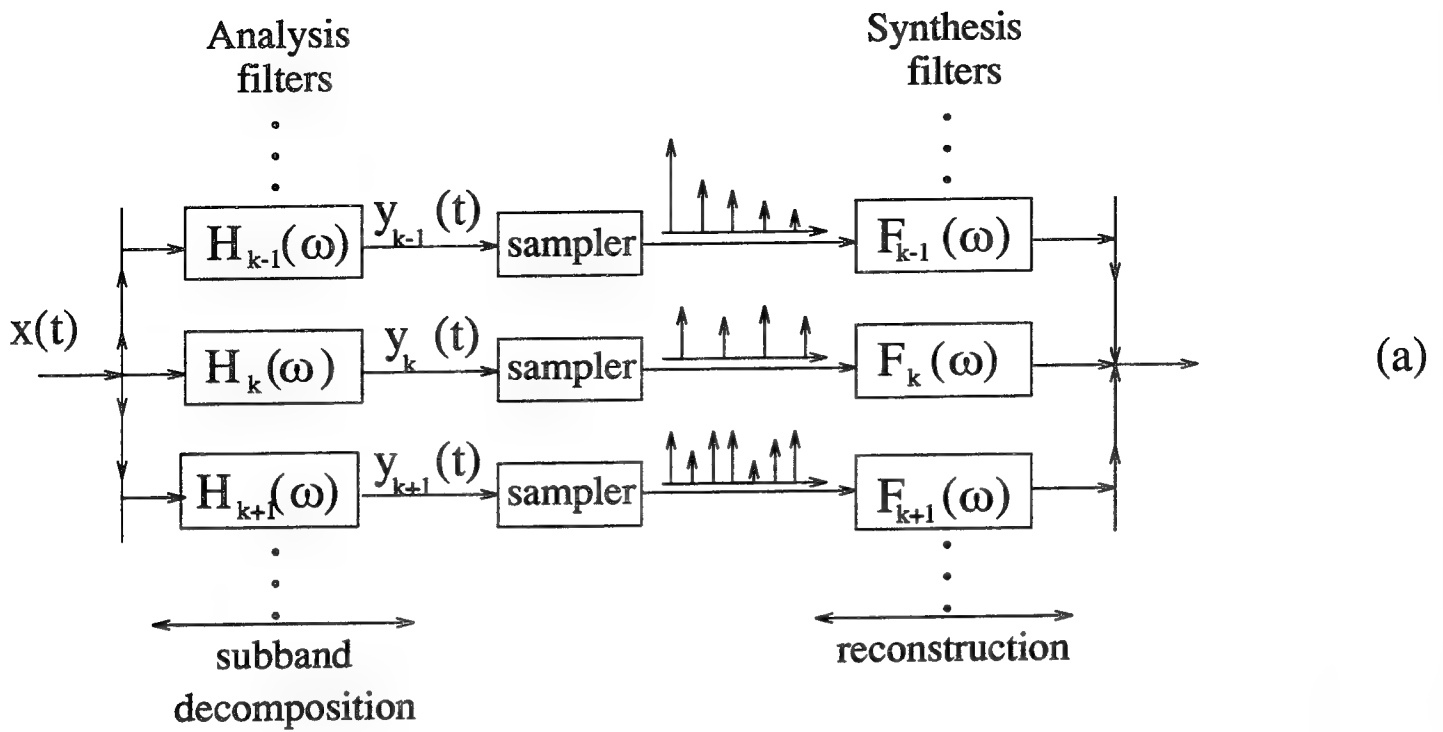 Analysis
filters
Synthesis
filters
y_{k-1}(t)
H_{k-1}(ω)
sampler
F_{k-1}(ω)
x(t)
y_k(t)
H_k(ω)
sampler
F_k(ω)
(a)
y_{k+1}(t)
H_{k+1}(ω)
sampler
F_{k+1}(ω)
subband
decomposition
reconstruction